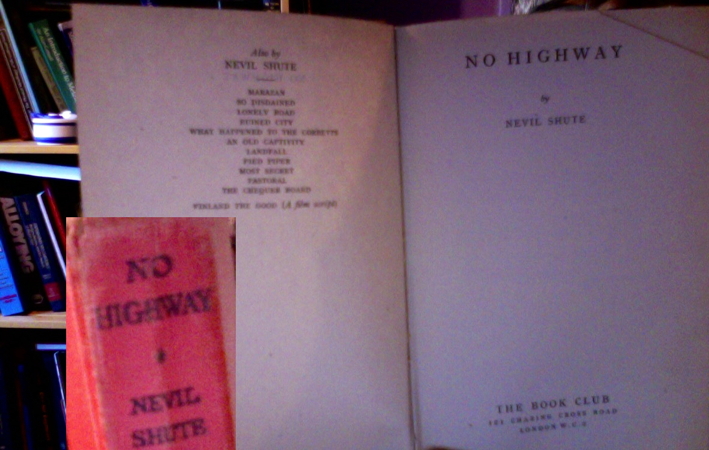 Also by
NEVIL SHUTE
MARAZAN
SO DISDAINED
LONELY ROAD
RUINED CITY
WHAT HAPPENED TO THE CORBETTS
AN OLD CAPTIVITY
LANDFALL
PIED PIPER
MOST SECRET
PASTORAL
THE CHEQUER BOARD
VINLAND THE GOOD (A film script)
NO HIGHWAY
by
NEVIL SHUTE
THE BOOK CLUB
121 CHARING CROSS ROAD
LONDON W.C.2
ALLOYING
NO
HIGHWAY
NEVIL
SHUTE